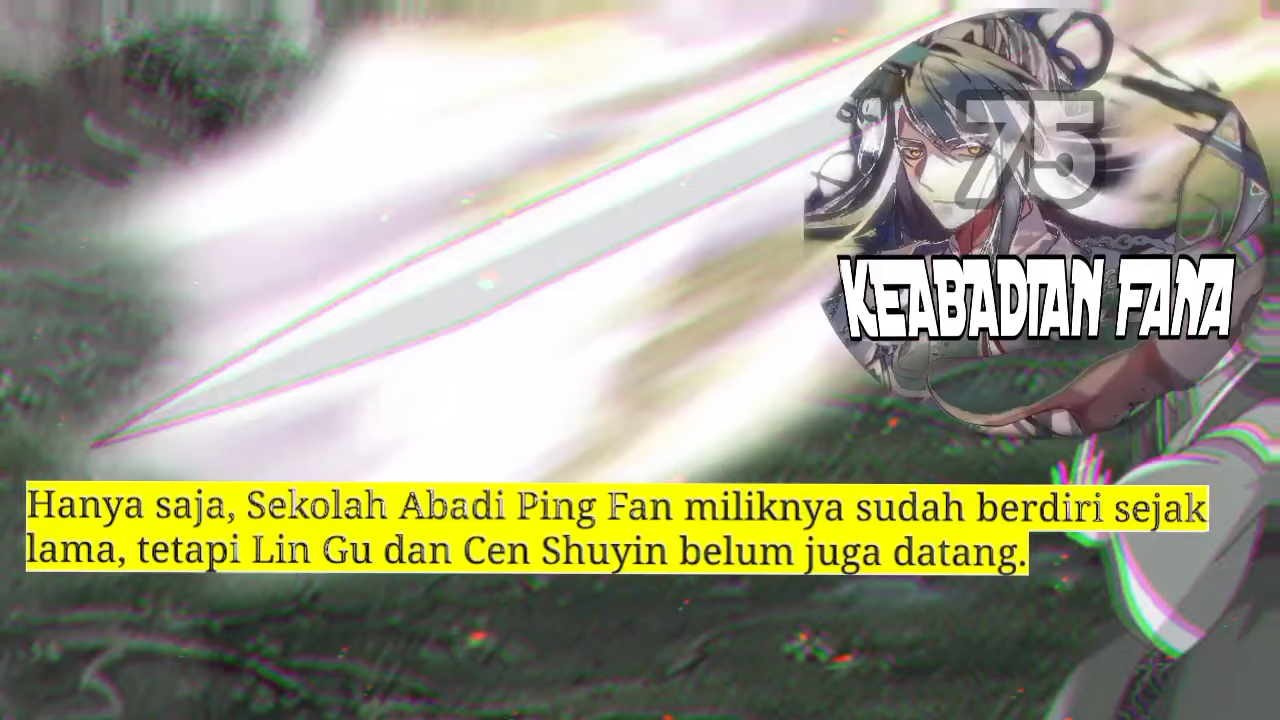 75
KEABADIAN FANA
Hanya saja, Sekolah Abadi Ping Fan miliknya sudah berdiri sejak
lama, tetapi Lin Gu dan Cen Shuyin belum juga datang.